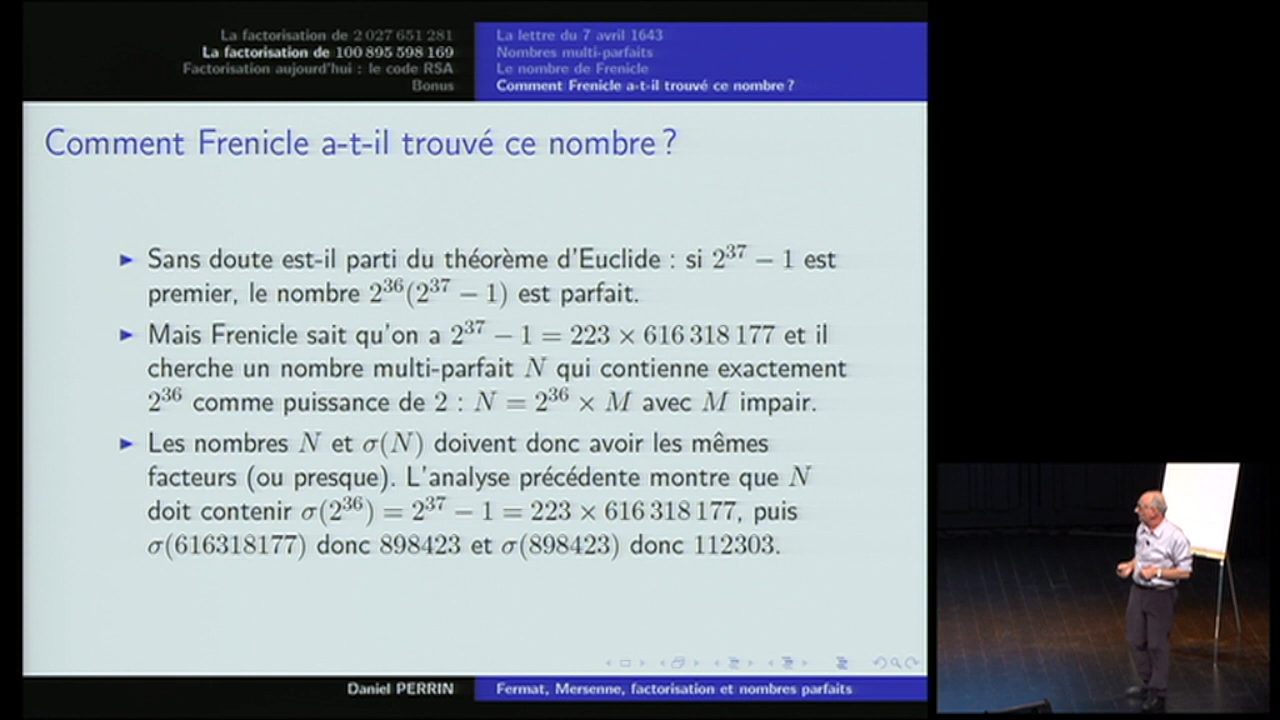 La factorisation de 2 027 651 281
La factorisation de 100 895 598 169
Factorisation aujourd'hui : le code RSA
Bonus
La lettre du 7 avril 1643
Nombres multi-parfaits
Le nombre de Frenicle
Comment Frenicle a-t-il trouvé ce nombre ?
Comment Frenicle a-t-il trouvé ce nombre ?
► Sans doute est-il parti du théorème d'Euclide : si 2^37 − 1 est
premier, le nombre 2^36(2^37 − 1) est parfait.
► Mais Frenicle sait qu'on a 2^37 − 1 = 223 × 616 318 177 et il
cherche un nombre multi-parfait N qui contienne exactement
2^36 comme puissance de 2 : N = 2^36 × M avec M impair.
► Les nombres N et σ(N) doivent donc avoir les mêmes
facteurs (ou presque). L'analyse précédente montre que N
doit contenir σ(2^36) = 2^37 − 1 = 223 × 616 318 177, puis
σ(616318177) donc 898423 et σ(898423) donc 112303.
Daniel PERRIN
Fermat, Mersenne, factorisation et nombres parfaits